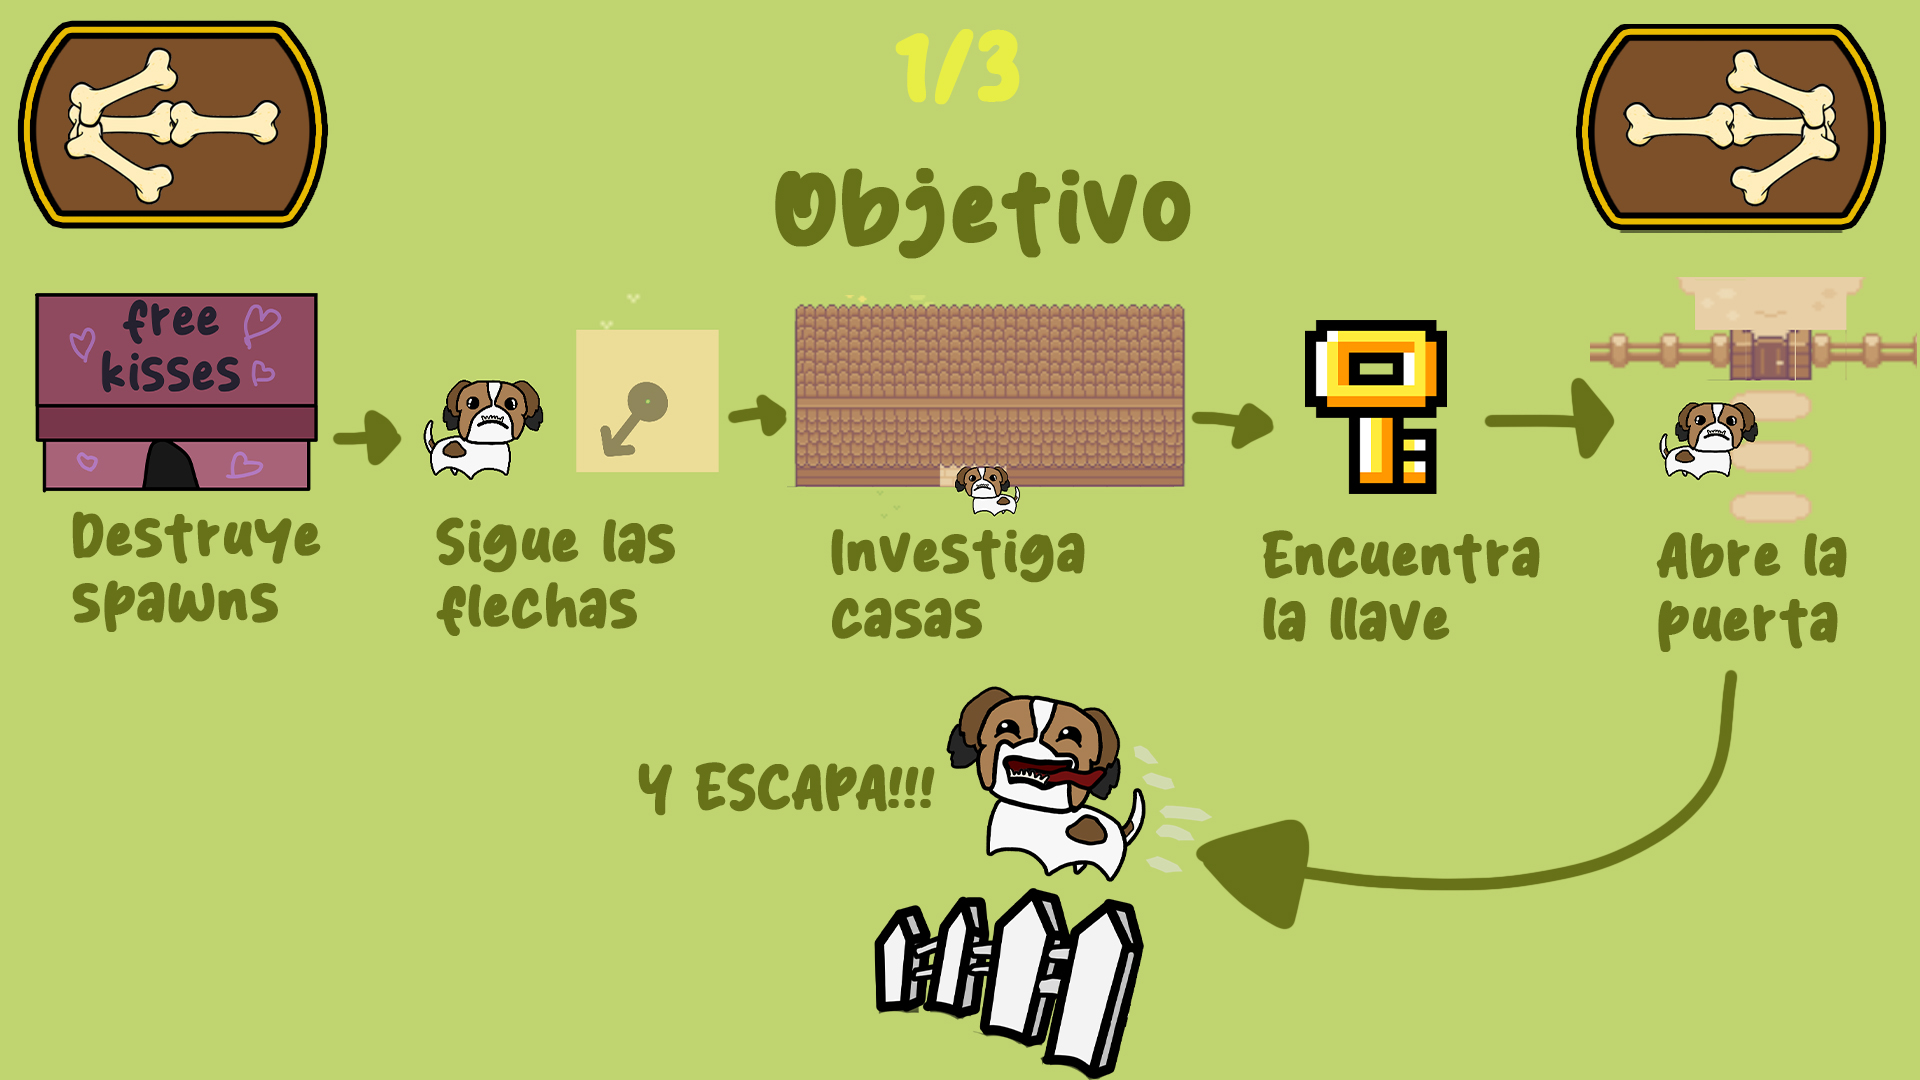 1/3
Objetivo
free
kisses
Destruye
spawns
Sigue las
flechas
Investiga
casas
Encuentra
la llave
Abre la
puerta
Y ESCAPA!!!